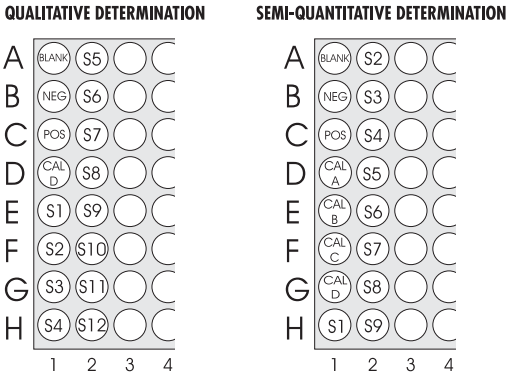 QUALITATIVE DETERMINATION
A BLANK S5
B NEG S6
C POS S7
D CAL D S8
E S1 S9
F S2 S10
G S3 S11
H S4 S12
1 2 3 4
SEMI-QUANTITATIVE DETERMINATION
A BLANK S2
B NEG S3
C POS S4
D CAL A S5
E CAL B S6
F CAL C S7
G CAL D S8
H S1 S9
1 2 3 4